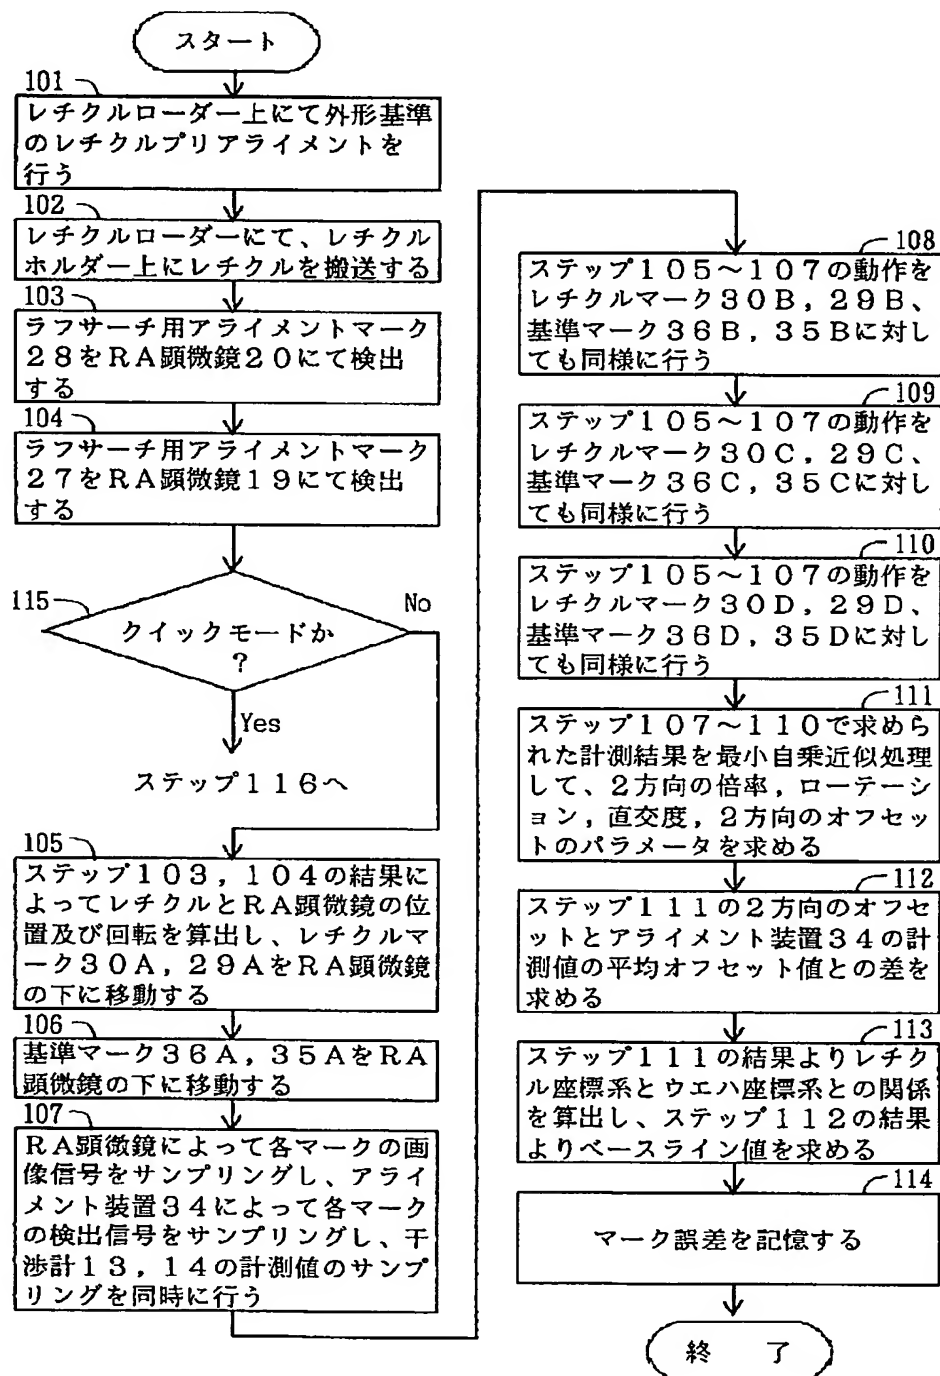 スタート
101
レチクルローダー上にて外形基準
のレチクルプリアライメントを
行う
102
レチクルローダーにて、レチクル
ホルダー上にレチクルを搬送する
103
ラフサーチ用アライメントマーク
28をRA顕微鏡20にて検出
する
104
ラフサーチ用アライメントマーク
27をRA顕微鏡19にて検出
する
115
クイックモードか
?
No
Yes
ステップ116へ
105
ステップ103,104の結果に
よってレチクルとRA顕微鏡の位
置及び回転を算出し、レチクルマ
ーク30A,29AをRA顕微鏡
の下に移動する
106
基準マーク36A,35AをRA
顕微鏡の下に移動する
107
RA顕微鏡によって各マークの画
像信号をサンプリングし、アライ
メント装置34によって各マーク
の検出信号をサンプリングし、干
渉計13,14の計測値のサンプ
リングを同時に行う
108
ステップ105~107の動作を
レチクルマーク30B,29B、
基準マーク36B,35Bに対し
ても同様に行う
109
ステップ105~107の動作を
レチクルマーク30C,29C、
基準マーク36C,35Cに対し
ても同様に行う
110
ステップ105~107の動作を
レチクルマーク30D,29D、
基準マーク36D,35Dに対し
ても同様に行う
111
ステップ107~110で求めら
れた計測結果を最小自乗近似処理
して、2方向の倍率,ローテーシ
ョン,直交度,2方向のオフセッ
トのパラメータを求める
112
ステップ111の2方向のオフセ
ットとアライメント装置34の計
測値の平均オフセット値との差を
求める
113
ステップ111の結果よりレチク
ル座標系とウエハ座標系との関係
を算出し、ステップ112の結果
よりベースライン値を求める
114
マーク誤差を記憶する
終 了